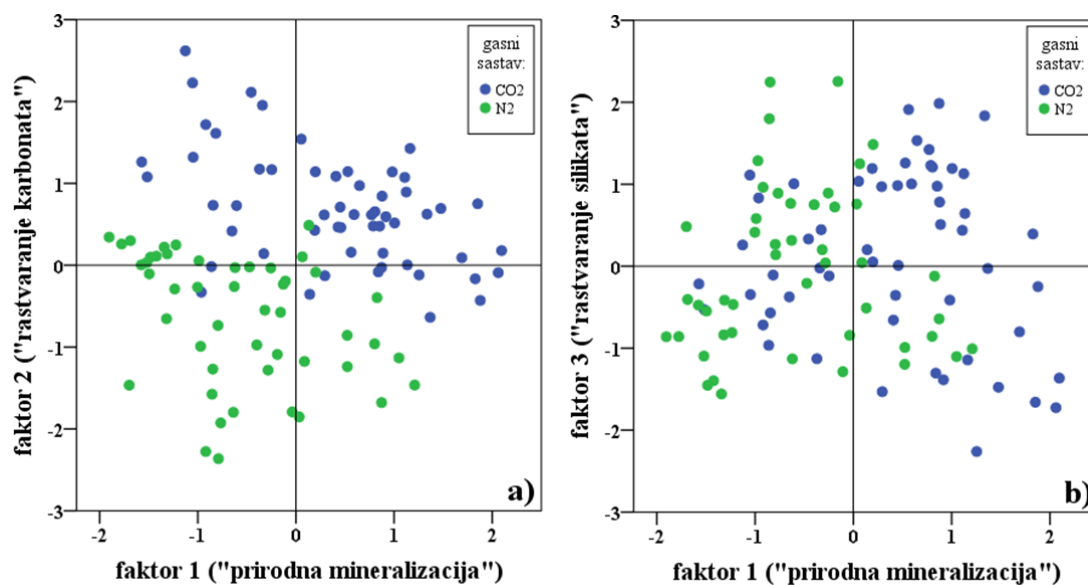 3
2
1
0
-1
-2
-3
-2
-1
0
1
2
faktor 2 ("rastvaranje karbonata")
faktor 1 ("prirodna mineralizacija")
gasni
sastav:
CO2
N2
a)
3
2
1
0
-1
-2
-3
-2
-1
0
1
2
faktor 3 ("rastvaranje silikata")
faktor 1 ("prirodna mineralizacija")
gasni
sastav:
CO2
N2
b)